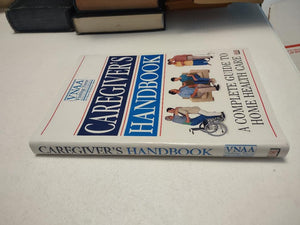 VNAA
CAREGIVER'S
HANDBOOK
A COMPLETE GUIDE TO
HOME HEALTH CARE
CAREGIVER'S HANDBOOK
VNAA